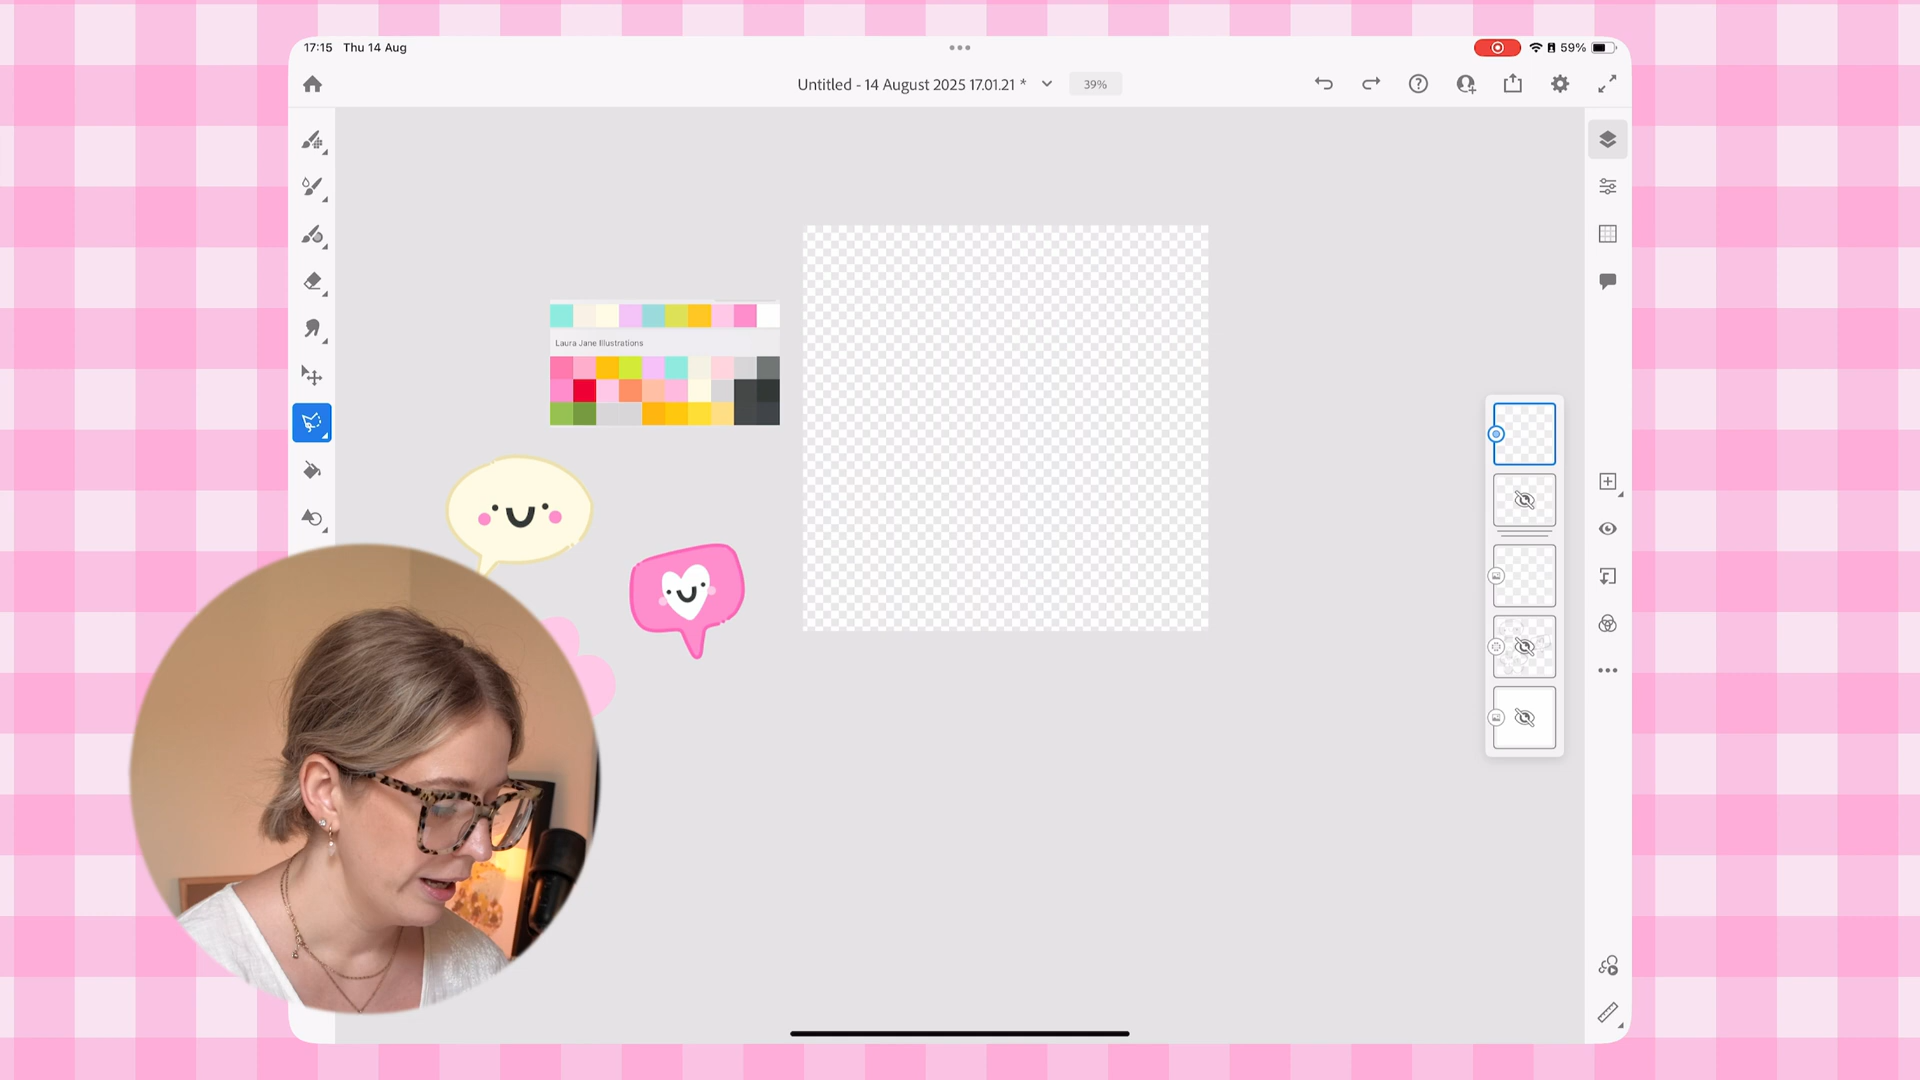 17:15 Thu 14 Aug
59%
Untitled - 14 August 2025 17.01.21 *
39%
Laura Jane Illustrations